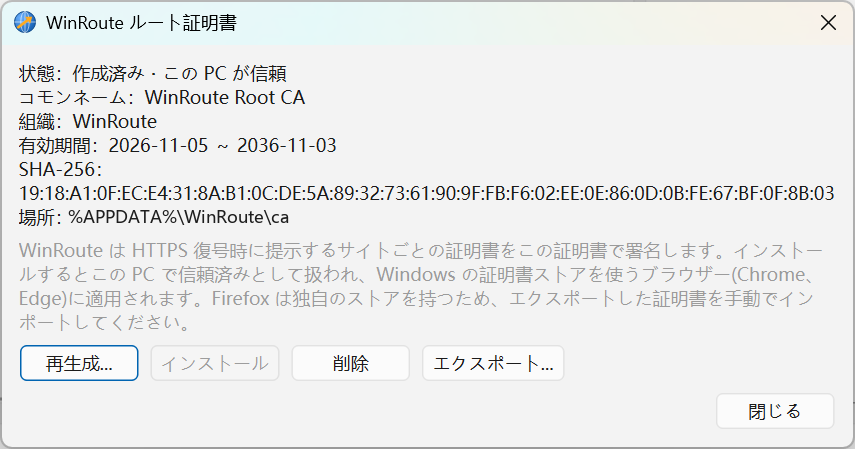 WinRoute ルート証明書
状態: 作成済み・この PC が信頼
コモンネーム: WinRoute Root CA
組織: WinRoute
有効期間: 2026-11-05 ～ 2036-11-03
SHA-256:
19:18:A1:0F:EC:E4:31:8A:B1:0C:DE:5A:89:32:73:61:90:9F:FB:F6:02:EE:0E:86:0D:0B:FE:67:BF:0F:8B:03
場所: %APPDATA%\WinRoute\ca
WinRoute は HTTPS 復号時に提示するサイトごとの証明書をこの証明書で署名します。インストー
ルするとこの PC で信頼済みとして扱われ、Windows の証明書ストアを使うブラウザー(Chrome、
Edge)に適用されます。Firefox は独自のストアを持つため、エクスポートした証明書を手動でイン
ポートしてください。
再生成... インストール 削除 エクスポート...
閉じる